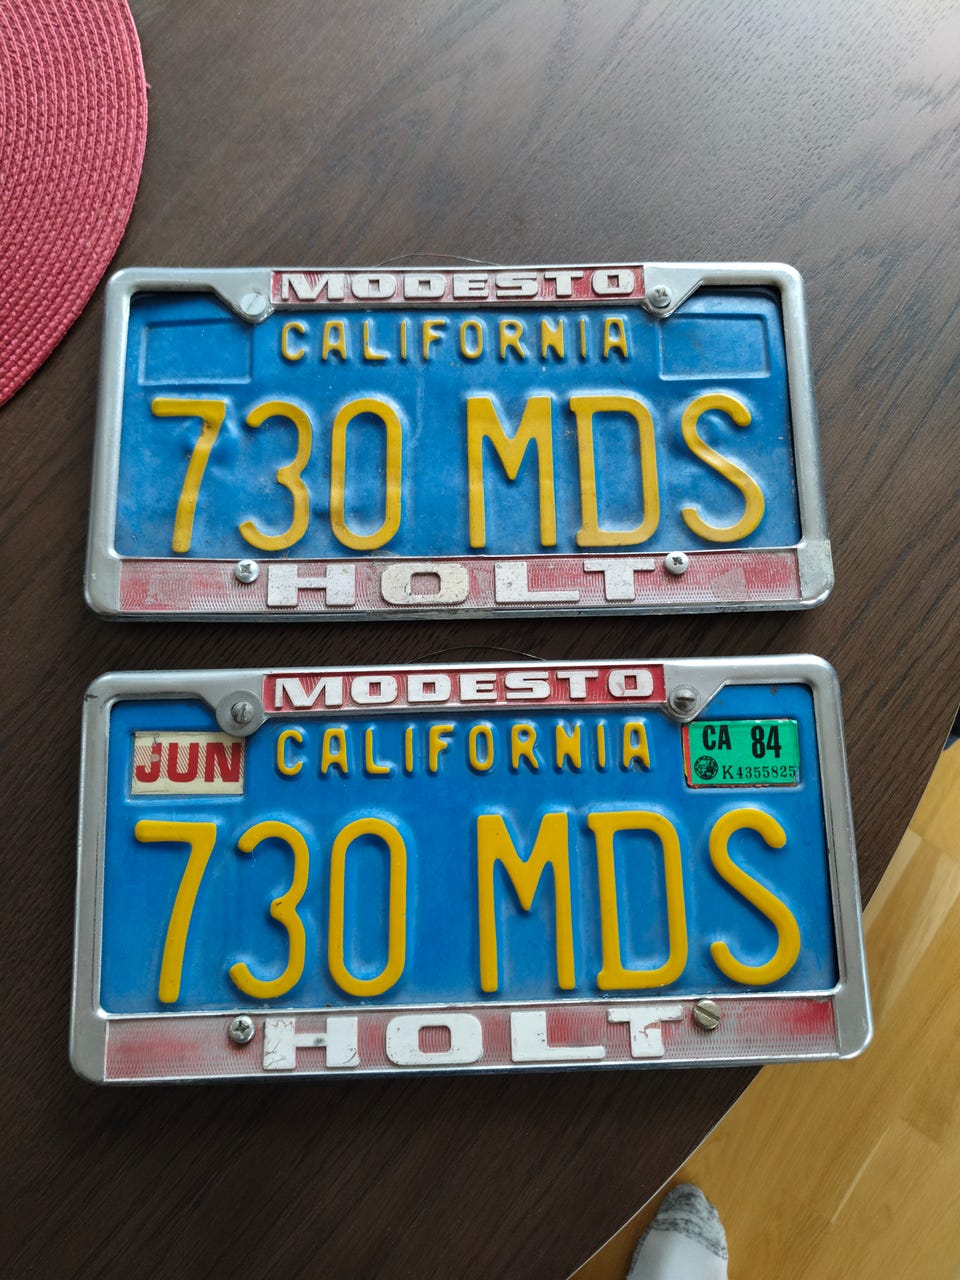 MODESTO
CALIFORNIA
730 MDS
HOLT
MODESTO
JUN CALIFORNIA CA 84
K4355825
730 MDS
HOLT